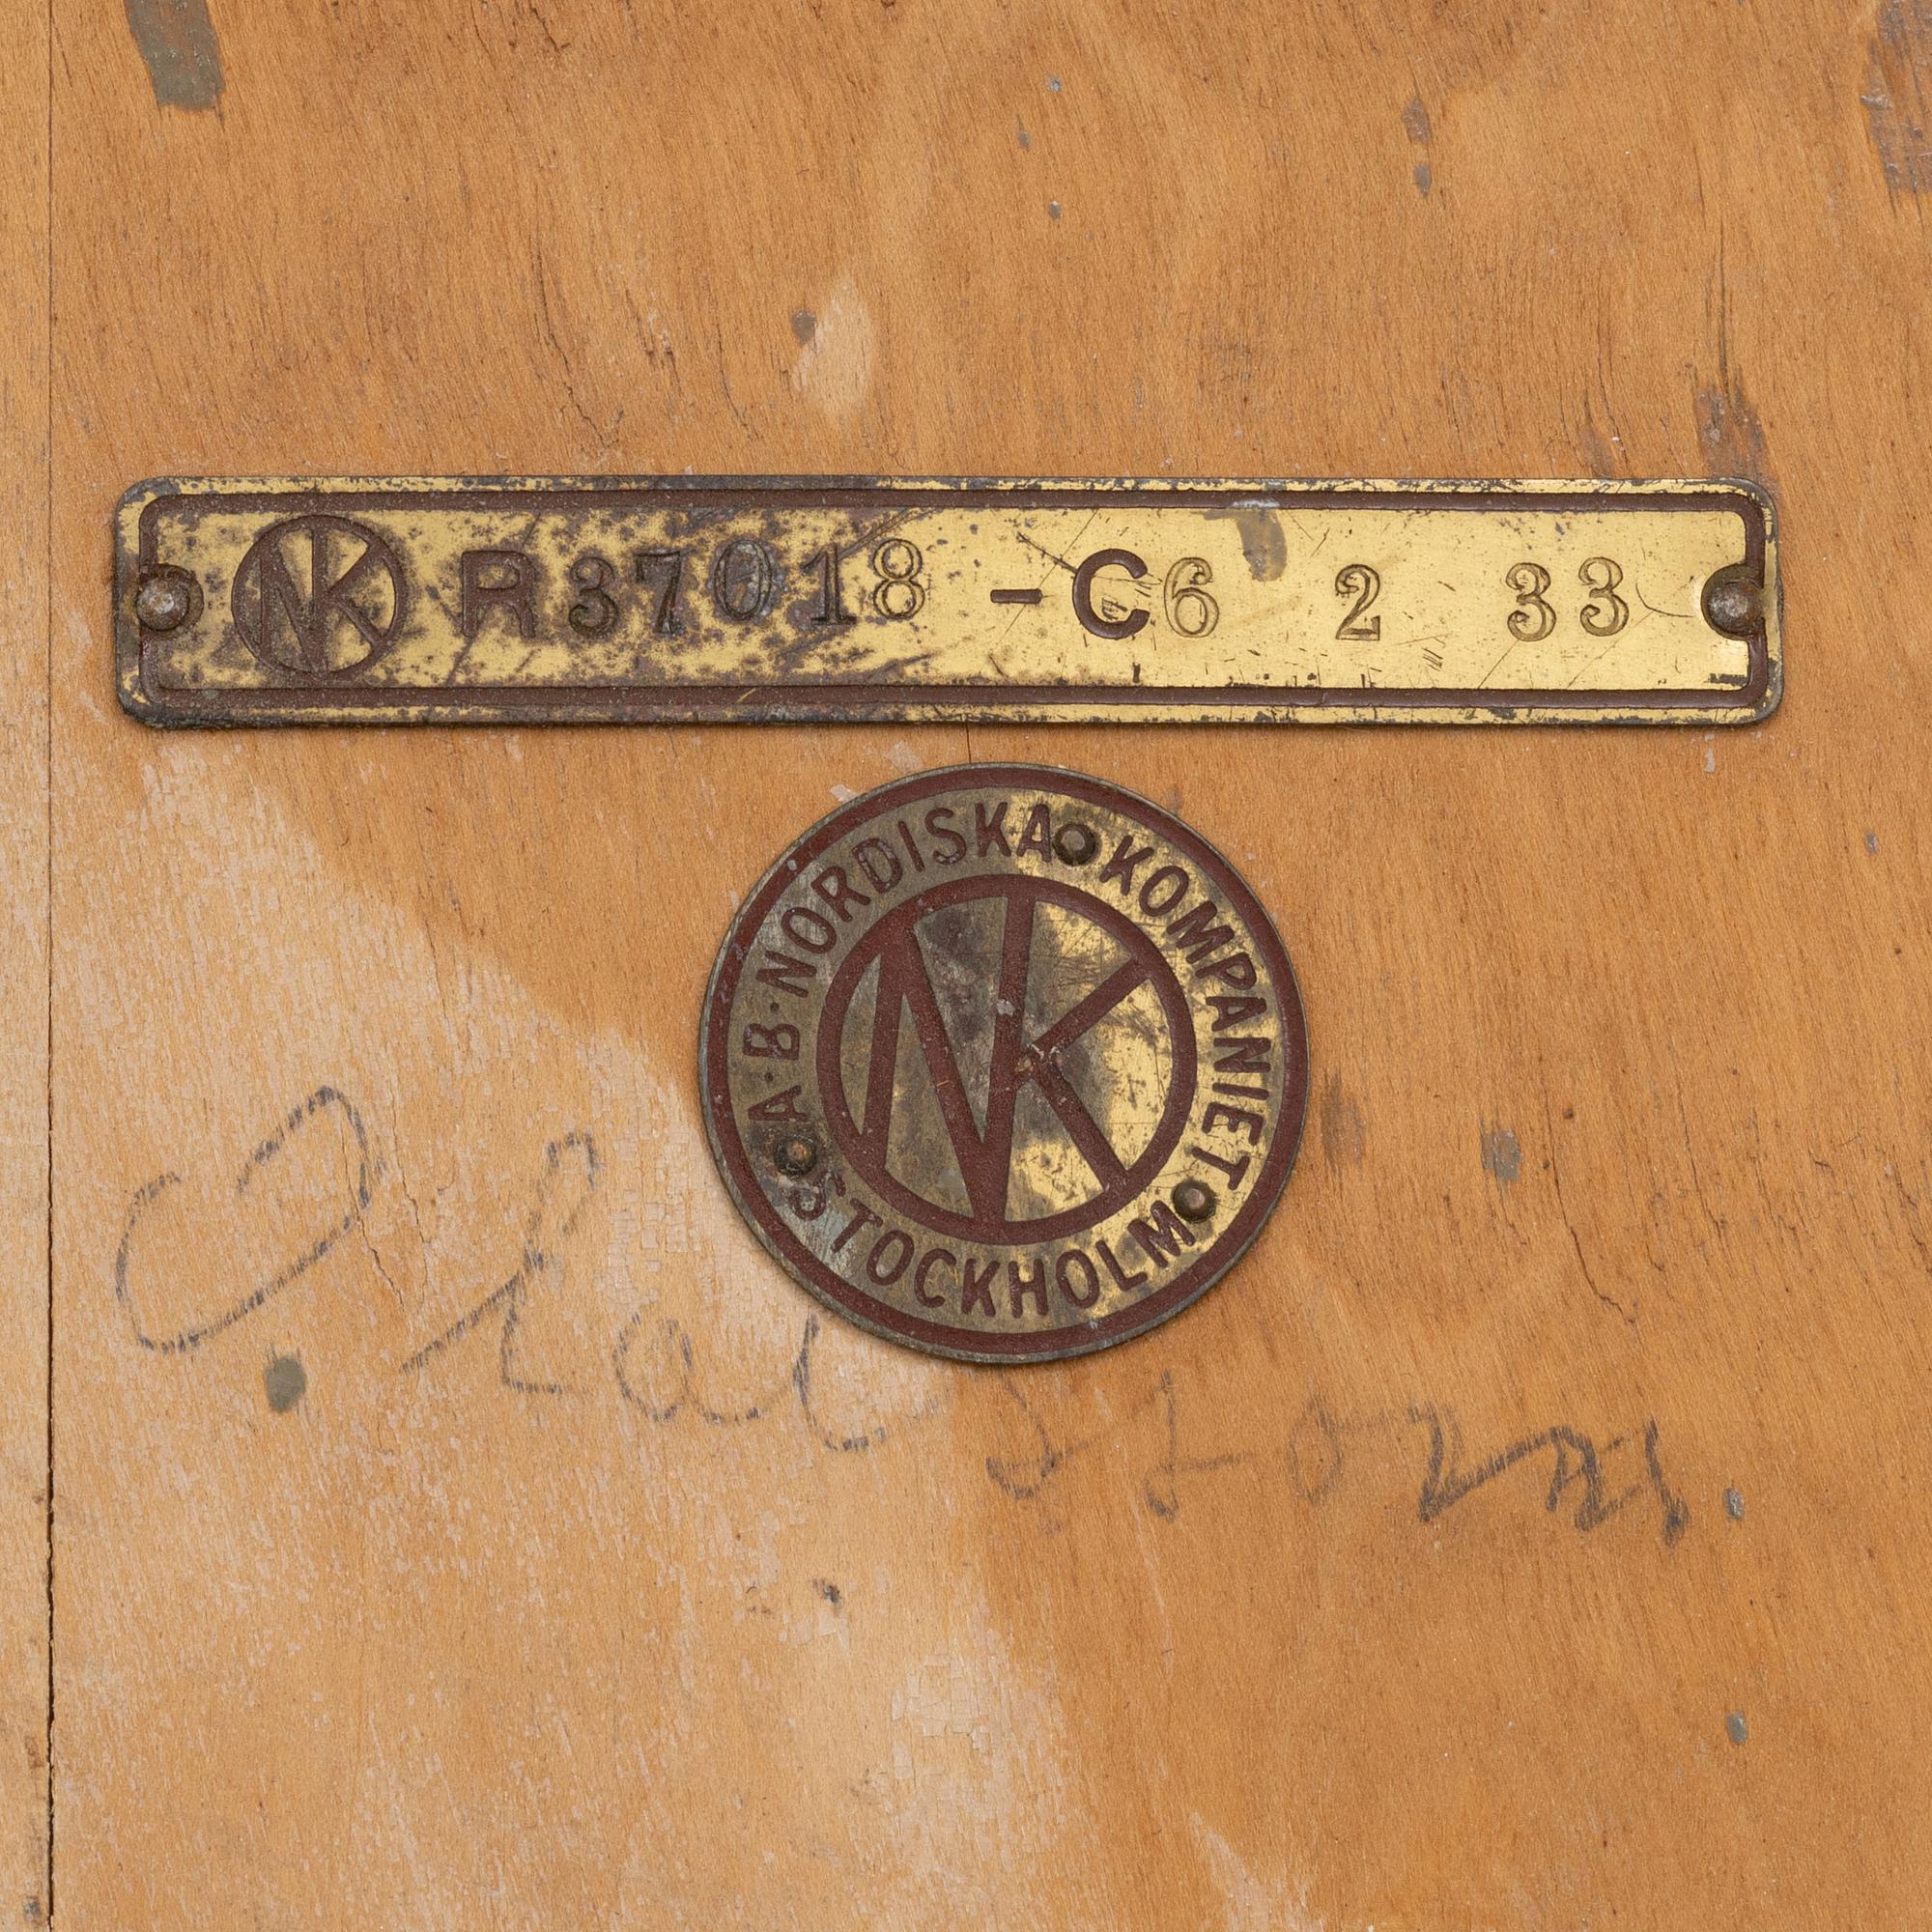 NK R37018 -C6 2 33
A·B·NORDISKA KOMPANIET
NK
STOCKHOLM